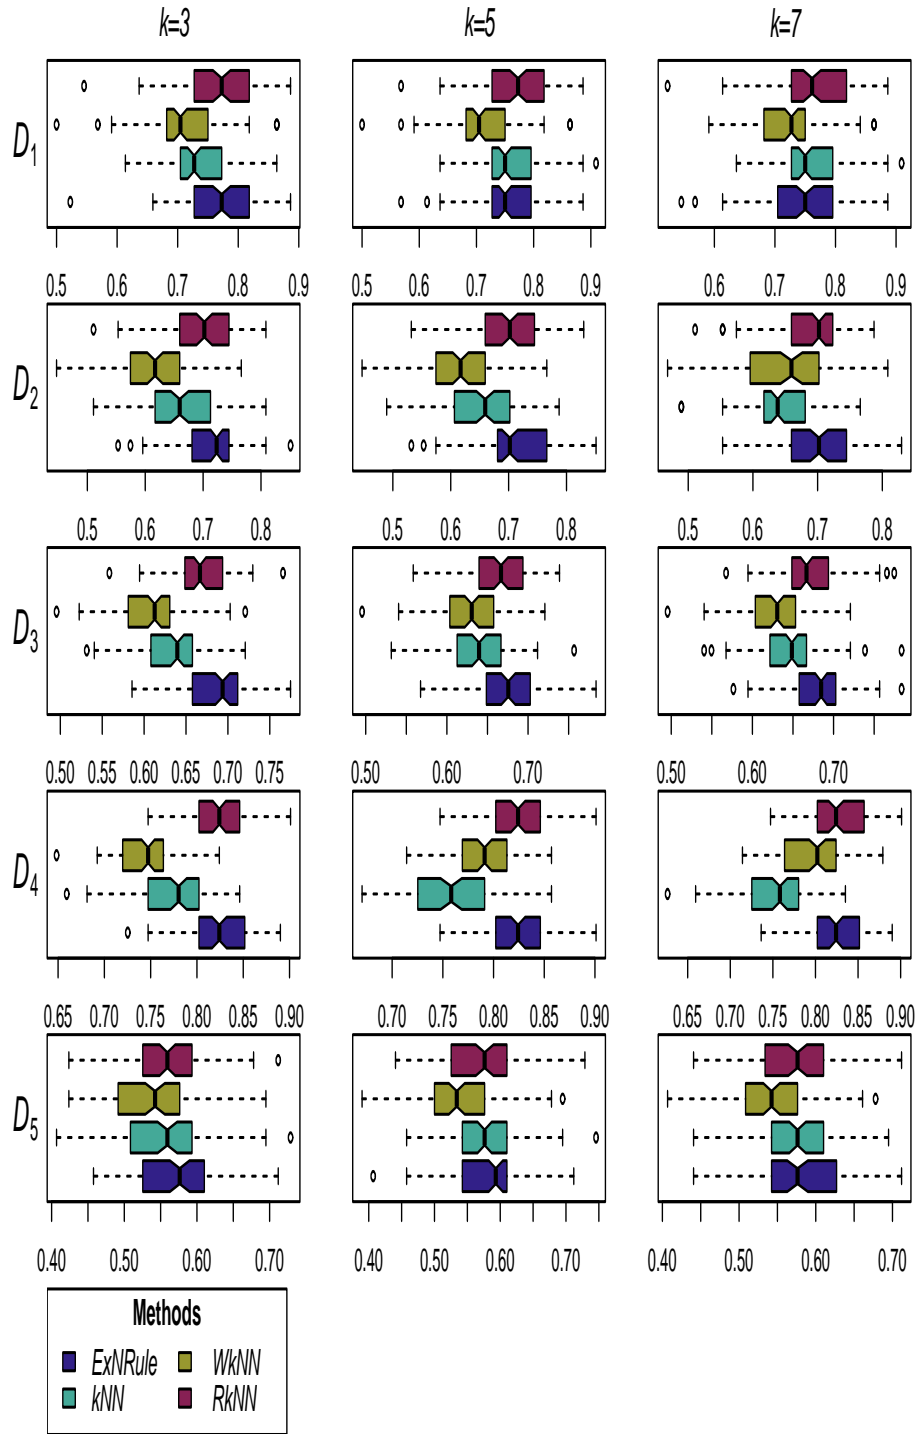 k=3 k=5 k=7
D1
0.5 0.6 0.7 0.8 0.9 0.5 0.6 0.7 0.8 0.9 0.6 0.7 0.8 0.9
D2
0.5 0.6 0.7 0.8 0.5 0.6 0.7 0.8 0.5 0.6 0.7 0.8
D3
0.50 0.55 0.60 0.65 0.70 0.75 0.50 0.60 0.70 0.50 0.60 0.70
D4
0.65 0.70 0.75 0.80 0.85 0.90 0.70 0.75 0.80 0.85 0.90 0.65 0.70 0.75 0.80 0.85 0.90
D5
0.40 0.50 0.60 0.70 0.40 0.50 0.60 0.70 0.40 0.50 0.60 0.70
Methods
ExNRule WkNN
kNN RkNN